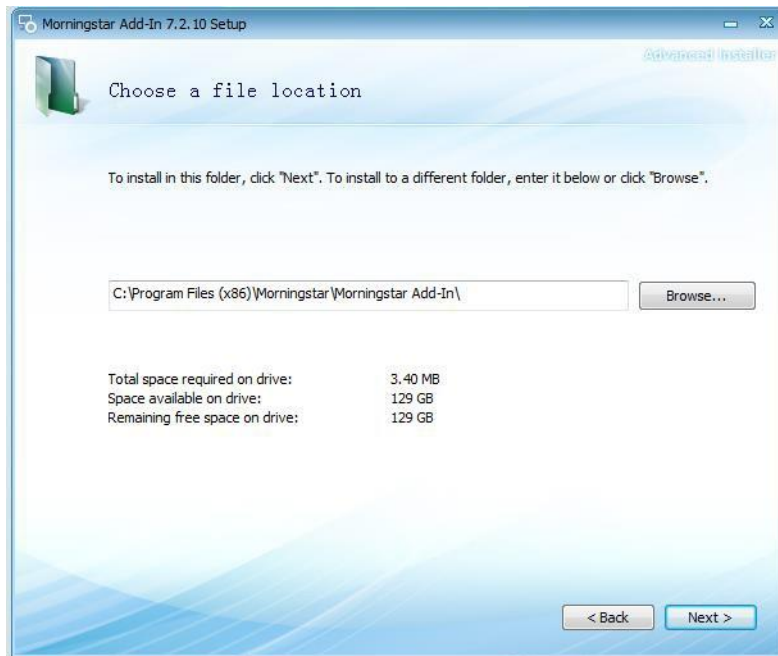 Morningstar Add-In 7.2.10 Setup
Advanced Installer
Choose a file location
To install in this folder, click "Next". To install to a different folder, enter it below or click "Browse".
C:\Program Files (x86)\Morningstar\Morningstar Add-In\
Browse...
Total space required on drive: 3.40 MB
Space available on drive: 129 GB
Remaining free space on drive: 129 GB
< Back Next >